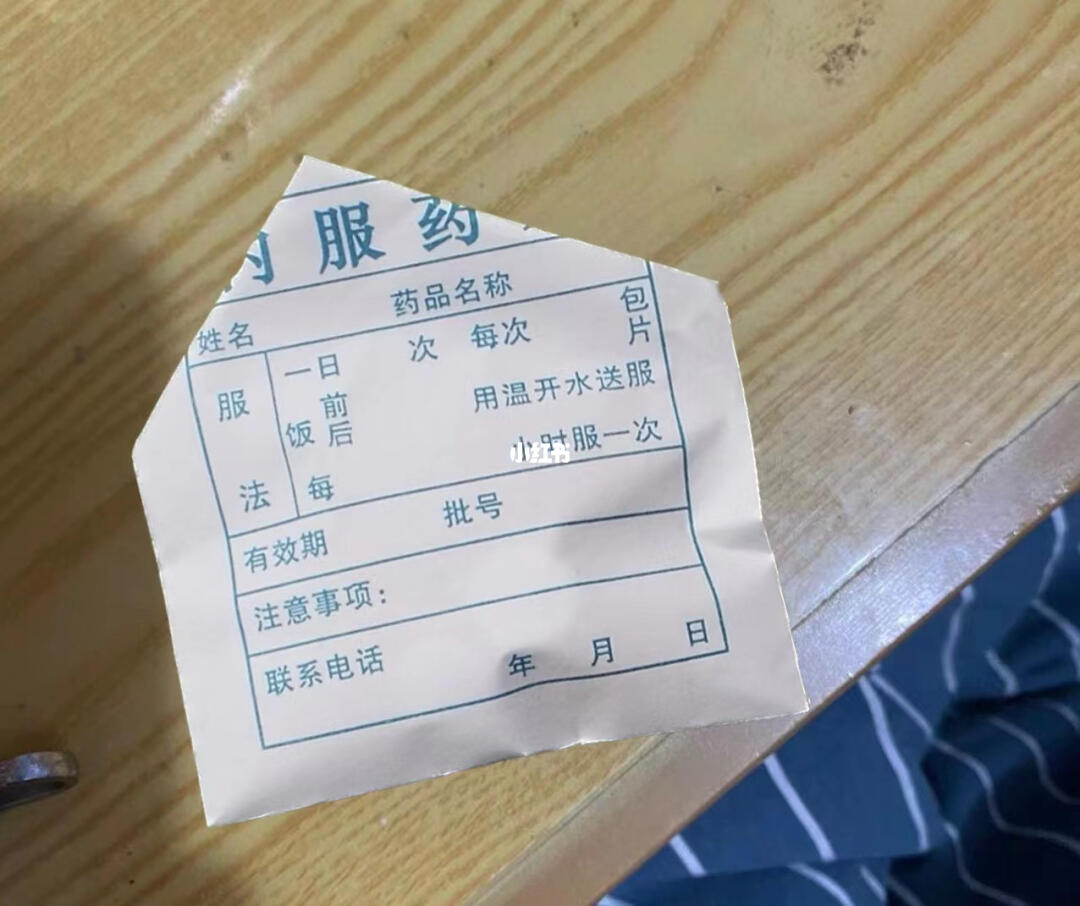 内服药
姓名 药品名称 包
一日 次 每次 片
服 饭 前 用温开水送服
后
法 每 小时服一次
有效期 批号
注意事项:
联系电话 年 月 日
小红书